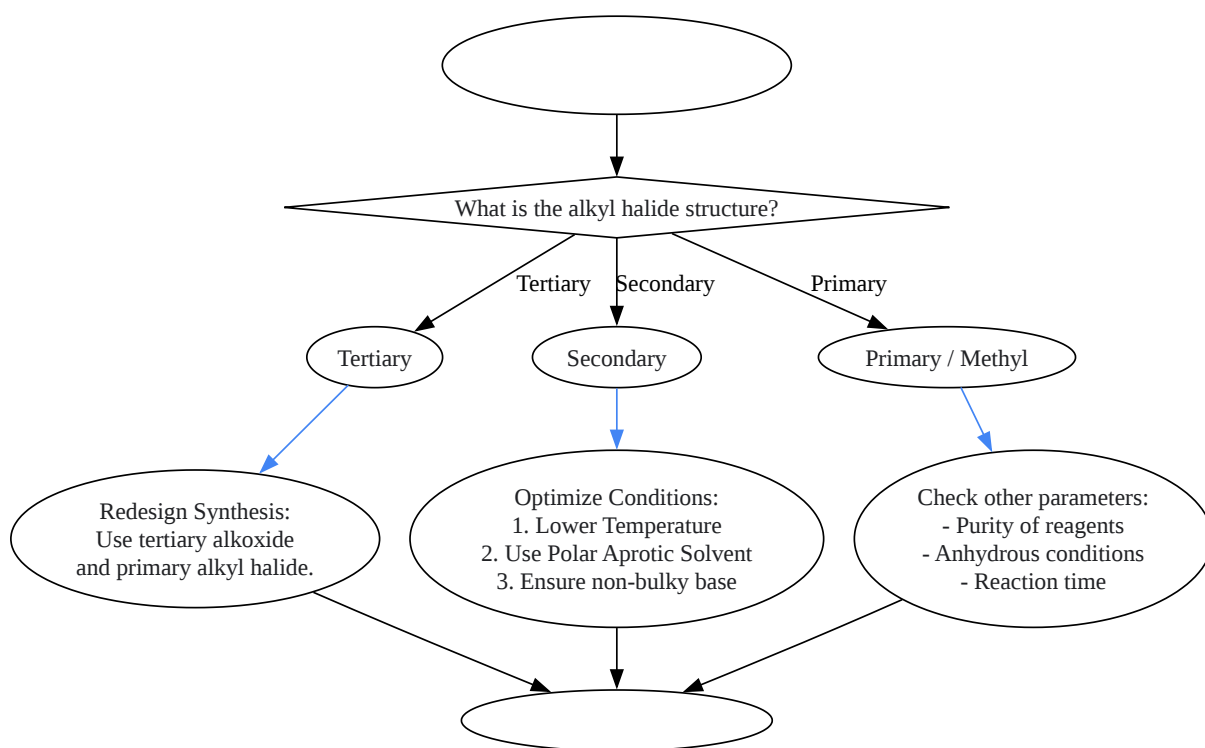 What is the alkyl halide structure?
Tertiary
Secondary
Primary
Tertiary
Secondary
Primary / Methyl
Redesign Synthesis:
Use tertiary alkoxide
and primary alkyl halide.
Optimize Conditions:
1. Lower Temperature
2. Use Polar Aprotic Solvent
3. Ensure non-bulky base
Check other parameters:
- Purity of reagents
- Anhydrous conditions
- Reaction time